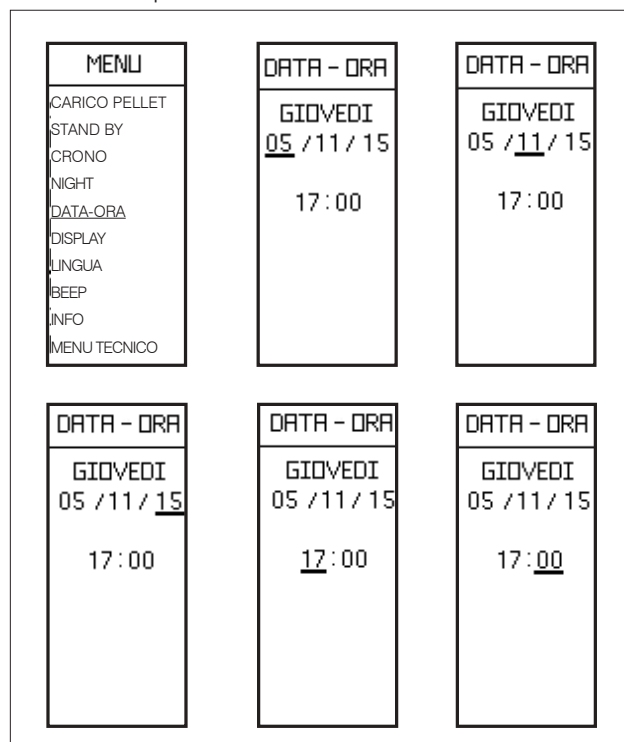 MENU
CARICO PELLET
STAND BY
CRONO
NIGHT
DATA-ORA
DISPLAY
LINGUA
BEEP
INFO
MENU TECNICO
DATA - ORA
GIOVEDI
05 /11/ 15
17:00
DATA - ORA
GIOVEDI
05 /11/ 15
17:00
DATA - ORA
GIOVEDI
05 /11/ 15
17:00
DATA - ORA
GIOVEDI
05 /11/ 15
17:00
DATA - ORA
GIOVEDI
05 /11/ 15
17:00